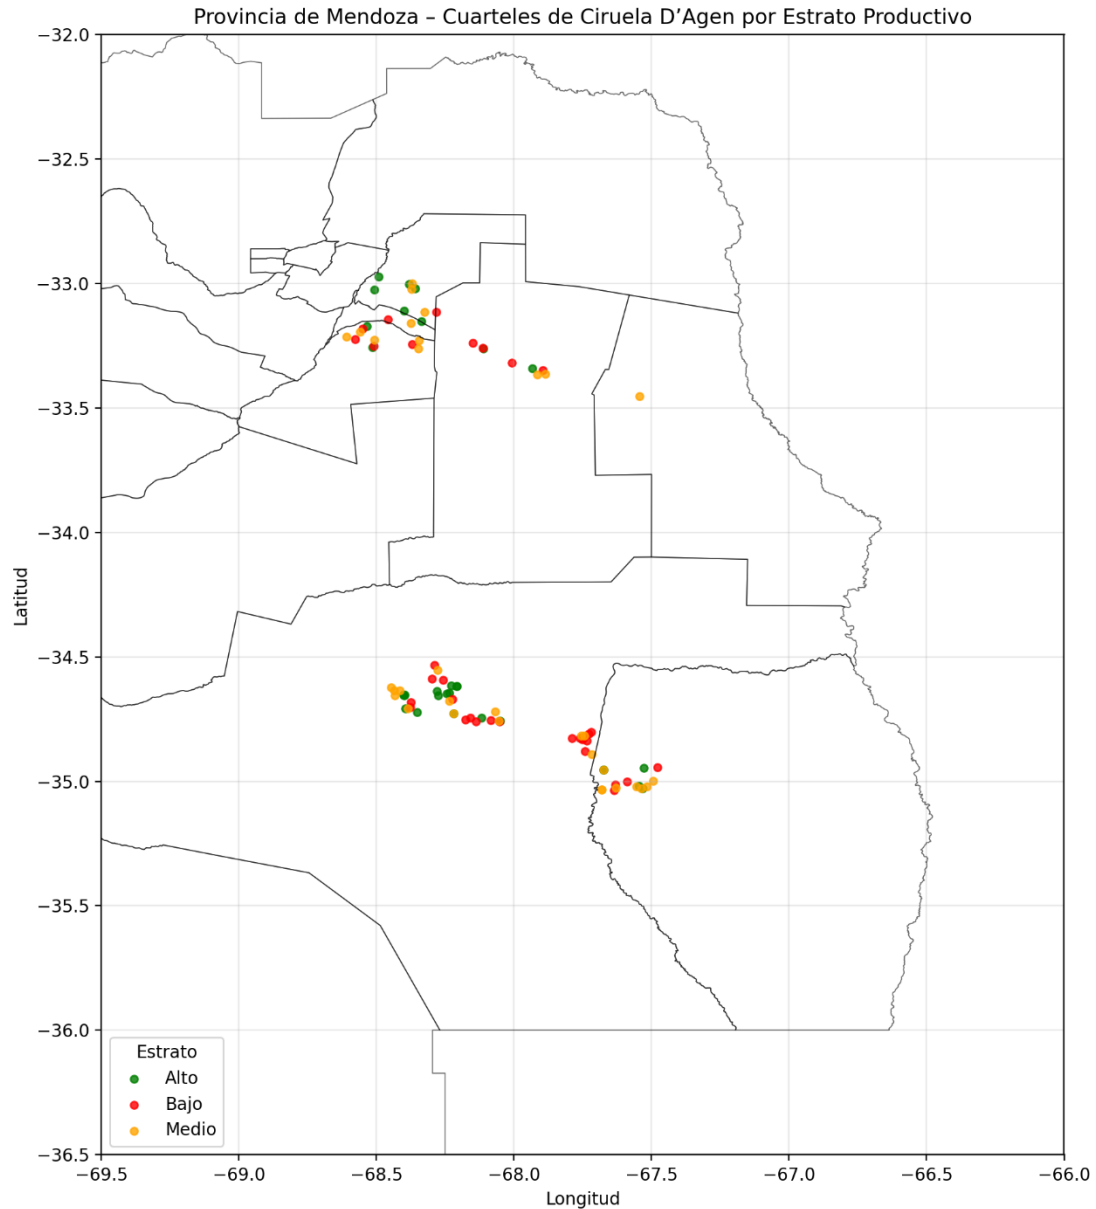 Provincia de Mendoza – Cuarteles de Ciruela D’Agen por Estrato Productivo
−32.0
−32.5
−33.0
−33.5
−34.0
−34.5
−35.0
−35.5
−36.0
−36.5
Latitud
Estrato
Alto
Bajo
Medio
−69.5 −69.0 −68.5 −68.0 −67.5 −67.0 −66.5 −66.0
Longitud